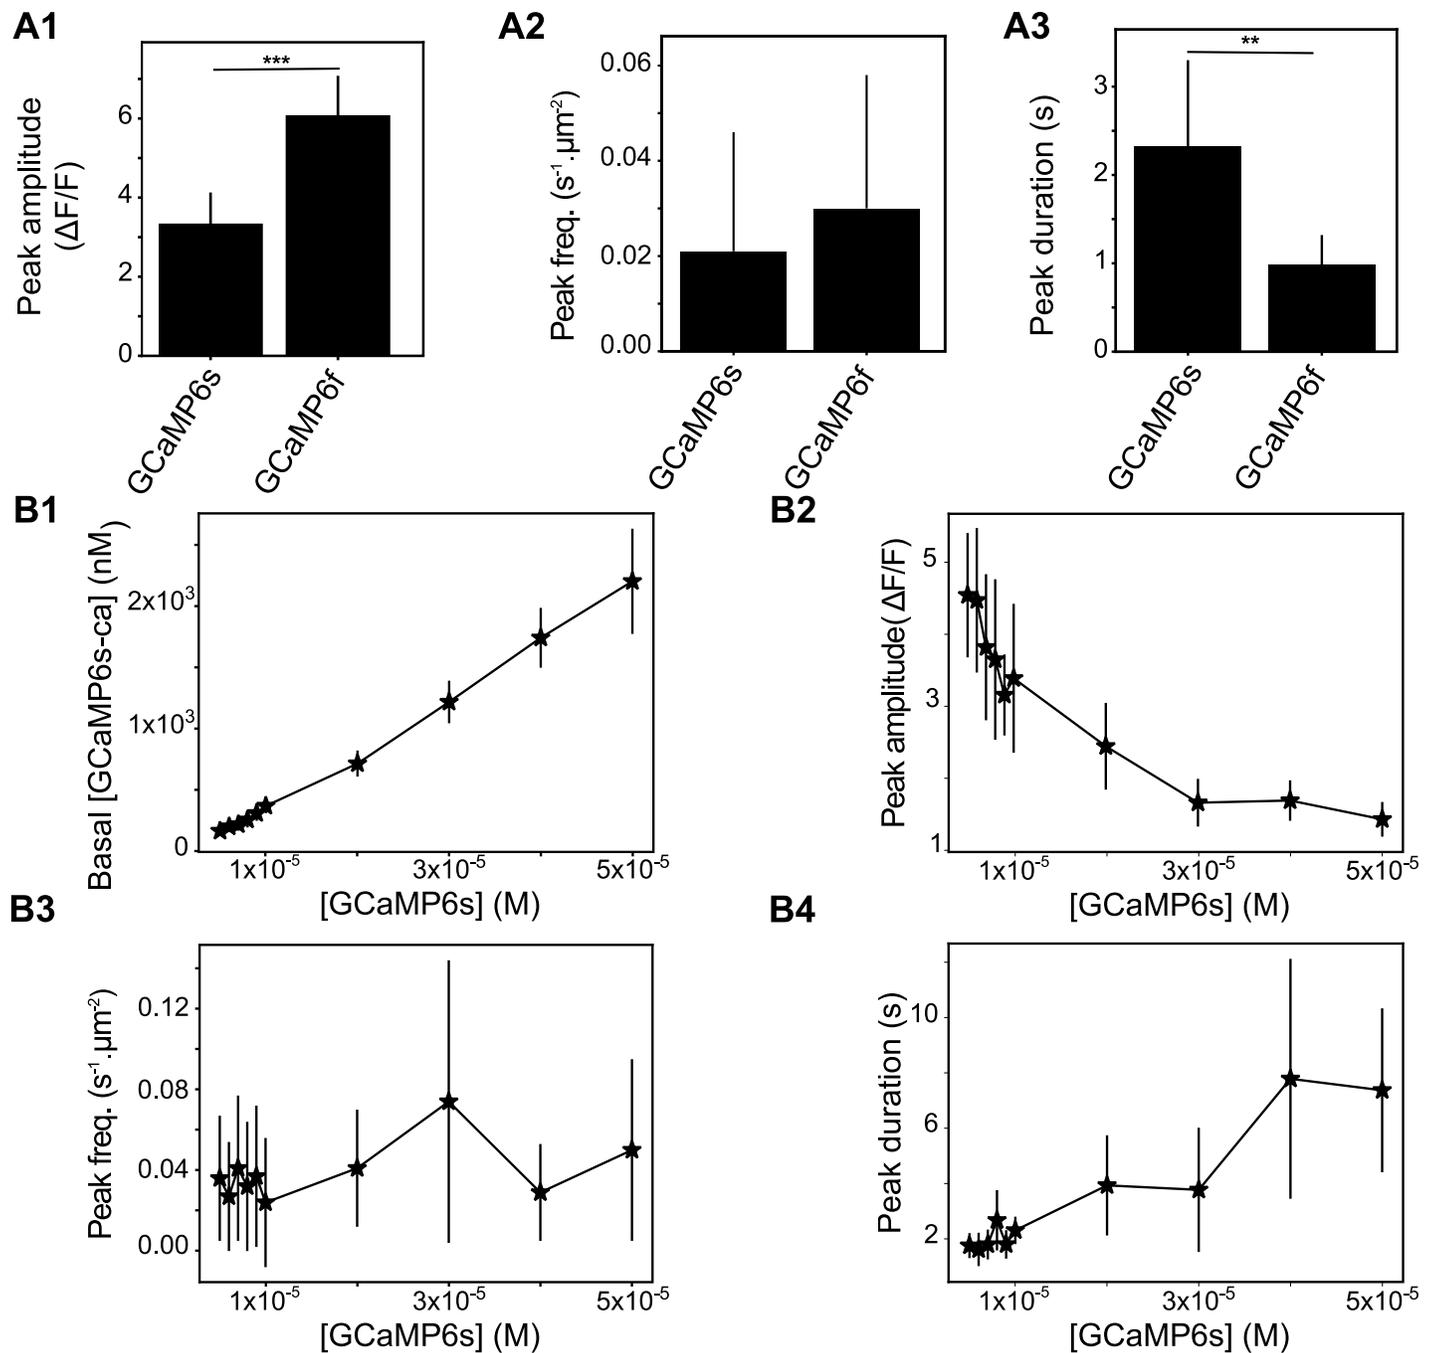 A1
Peak amplitude
(ΔF/F)
6
4
2
0
***
GCaMP6s
GCaMP6f
A2
Peak freq. (s⁻¹.µm⁻²)
0.06
0.04
0.02
0.00
GCaMP6s
GCaMP6f
A3
Peak duration (s)
3
2
1
0
**
GCaMP6s
GCaMP6f
B1
Basal [GCaMP6s-ca] (nM)
2x10³
1x10³
0
1x10⁻⁵
3x10⁻⁵
5x10⁻⁵
[GCaMP6s] (M)
B2
Peak amplitude(ΔF/F)
5
3
1
1x10⁻⁵
3x10⁻⁵
5x10⁻⁵
[GCaMP6s] (M)
B3
Peak freq. (s⁻¹.µm⁻²)
0.12
0.08
0.04
0.00
1x10⁻⁵
3x10⁻⁵
5x10⁻⁵
[GCaMP6s] (M)
B4
Peak duration (s)
10
6
2
1x10⁻⁵
3x10⁻⁵
5x10⁻⁵
[GCaMP6s] (M)